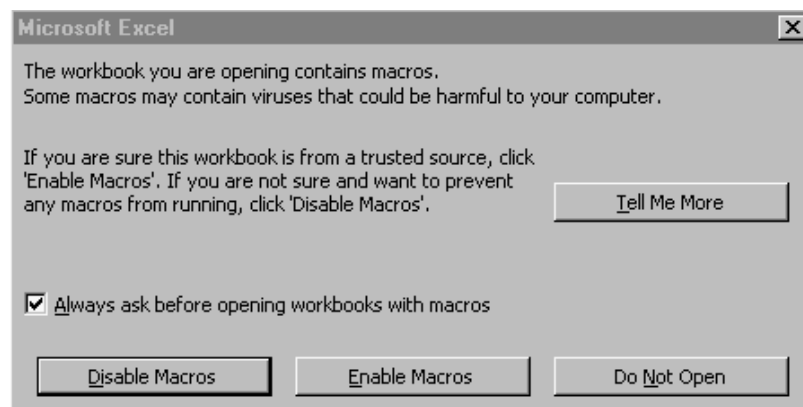 Microsoft Excel
The workbook you are opening contains macros.
Some macros may contain viruses that could be harmful to your computer.
If you are sure this workbook is from a trusted source, click
'Enable Macros'. If you are not sure and want to prevent
any macros from running, click 'Disable Macros'.
Tell Me More
Always ask before opening workbooks with macros
Disable Macros
Enable Macros
Do Not Open